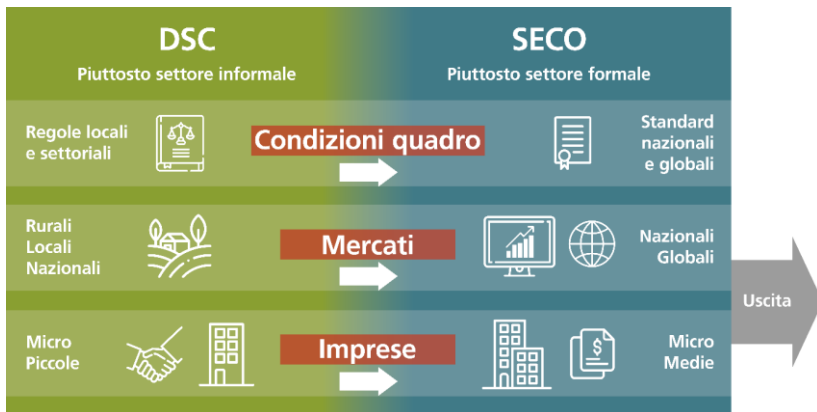 DSC
Piuttosto settore informale
SECO
Piuttosto settore formale
Regole locali
e settoriali
Condizioni quadro
Standard
nazionali
e globali
Rurali
Locali
Nazionali
Mercati
Nazionali
Globali
Uscita
Micro
Piccole
Imprese
$
Micro
Medie